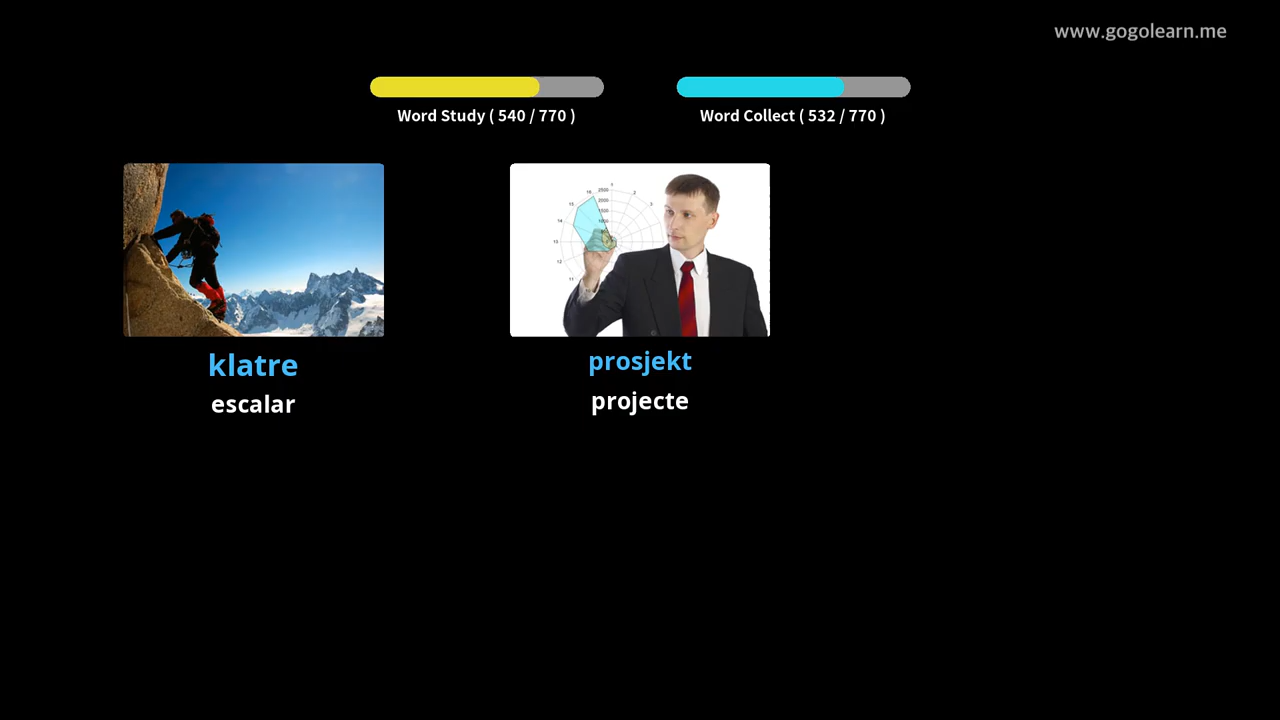 www.gogolearn.me
Word Study ( 540 / 770 )
Word Collect ( 532 / 770 )
klatre
escalar
prosjekt
projecte